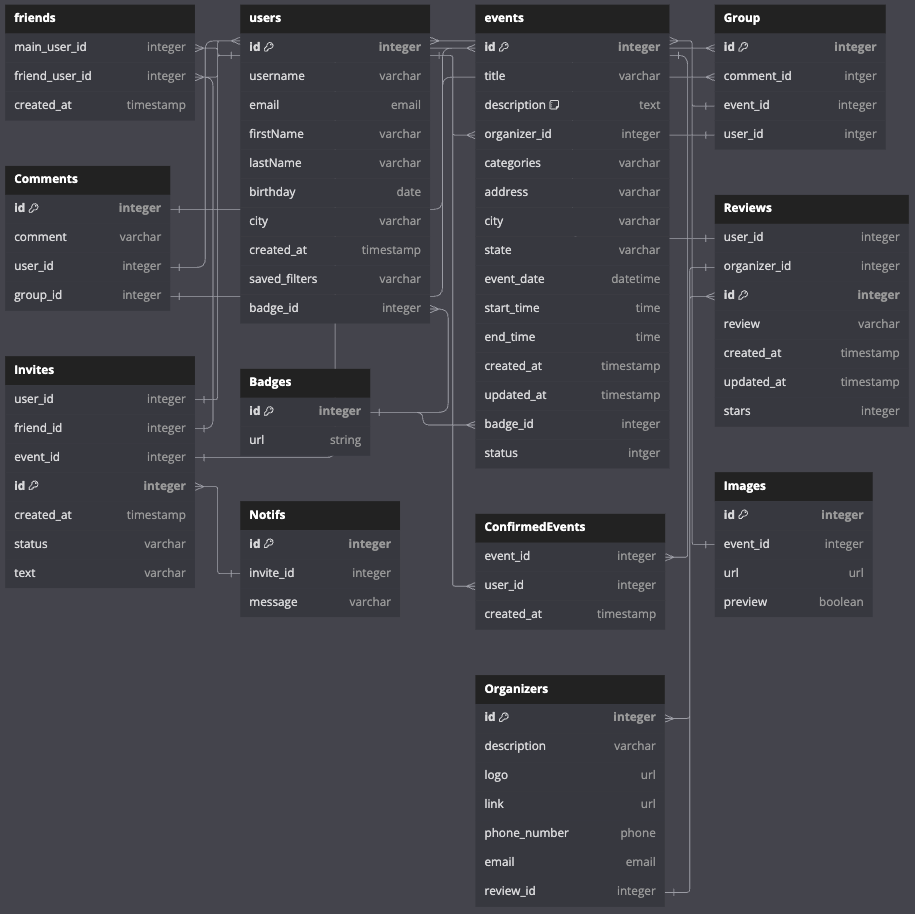 friends
main_user_id integer
friend_user_id integer
created_at timestamp
users
id integer
username varchar
email email
firstName varchar
lastName varchar
birthday date
city varchar
created_at timestamp
saved_filters varchar
badge_id integer
events
id integer
title varchar
description text
organizer_id integer
categories varchar
address varchar
city varchar
state varchar
event_date datetime
start_time time
end_time time
created_at timestamp
updated_at timestamp
badge_id integer
status intger
Group
id integer
comment_id intger
event_id integer
user_id intger
Comments
id integer
comment varchar
user_id integer
group_id integer
Reviews
user_id integer
organizer_id integer
id integer
review varchar
created_at timestamp
updated_at timestamp
stars integer
Invites
user_id integer
friend_id integer
event_id integer
id integer
created_at timestamp
status varchar
text varchar
Badges
id integer
url string
Notifs
id integer
invite_id integer
message varchar
ConfirmedEvents
event_id integer
user_id integer
created_at timestamp
Images
id integer
event_id integer
url url
preview boolean
Organizers
id integer
description varchar
logo url
link url
phone_number phone
email email
review_id integer